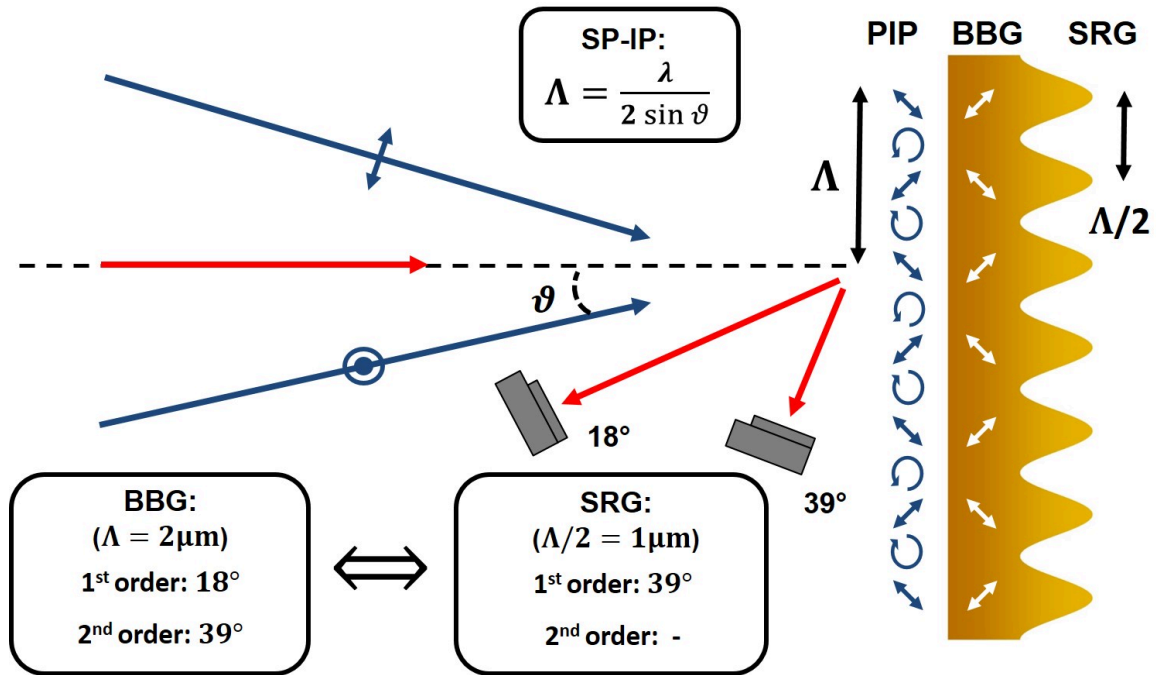 SP-IP:
Λ = λ / 2 sin ϑ
PIP BBG SRG
Λ
Λ/2
ϑ
18°
39°
BBG:
(Λ = 2μm)
1st order: 18°
2nd order: 39°
SRG:
(Λ/2 = 1μm)
1st order: 39°
2nd order: -